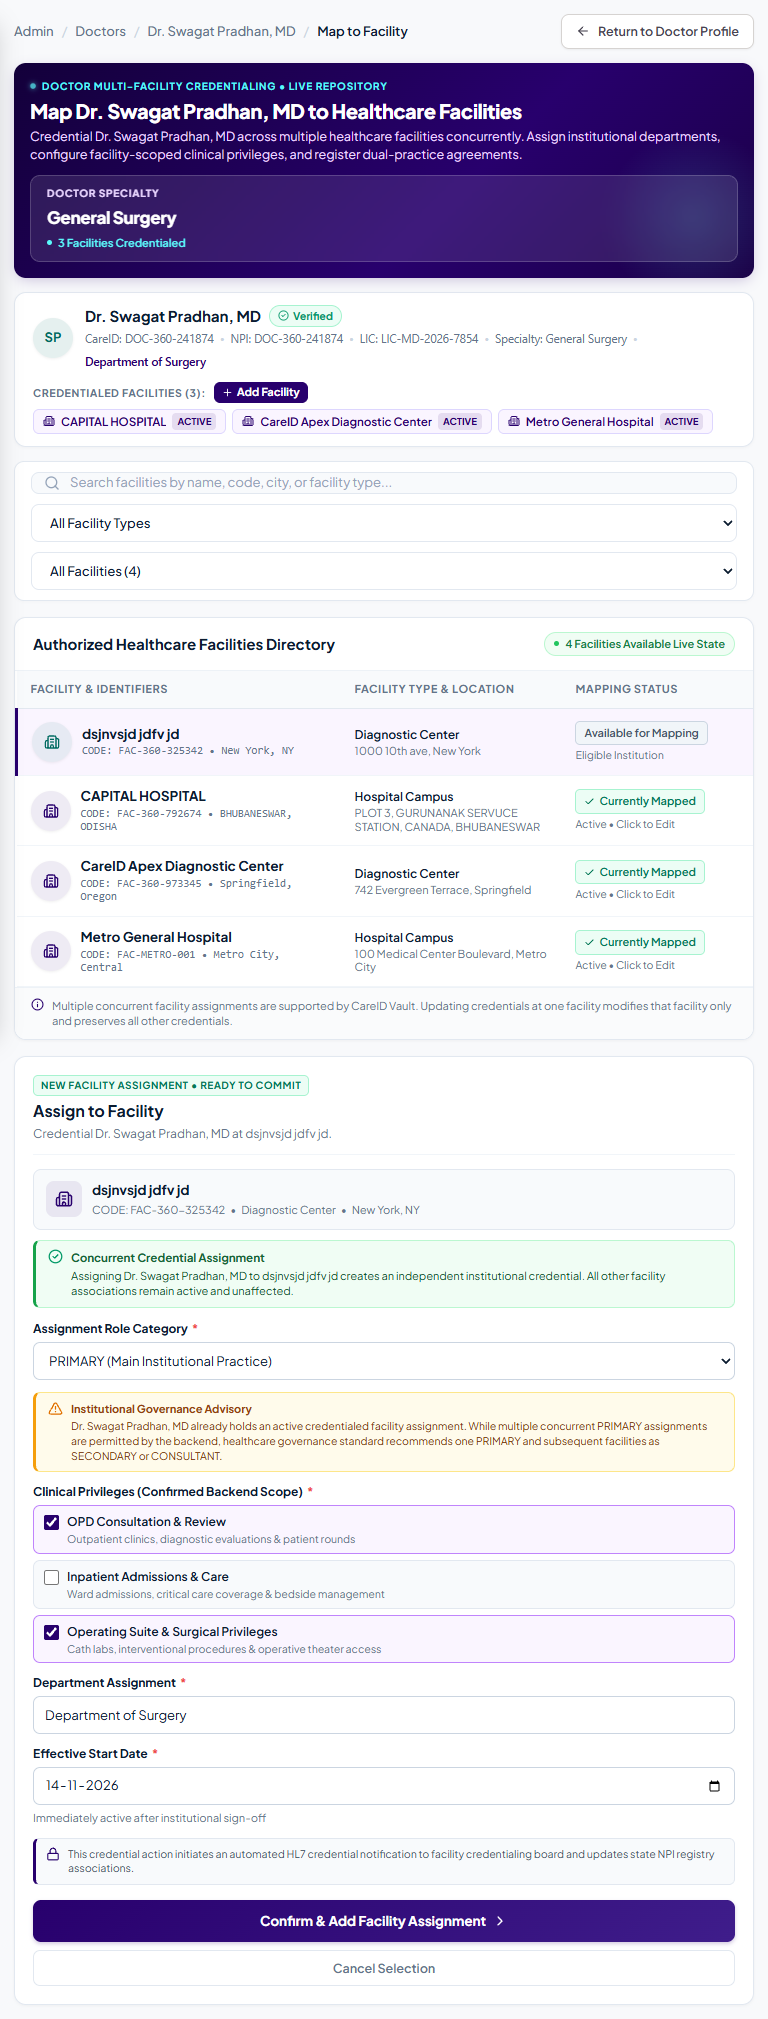 Admin / Doctors / Dr. Swagat Pradhan, MD / Map to Facility
← Return to Doctor Profile
• DOCTOR MULTI-FACILITY CREDENTIALING • LIVE REPOSITORY
Map Dr. Swagat Pradhan, MD to Healthcare Facilities
Credential Dr. Swagat Pradhan, MD across multiple healthcare facilities concurrently. Assign institutional departments,
configure facility-scoped clinical privileges, and register dual-practice agreements.
DOCTOR SPECIALTY
General Surgery
• 3 Facilities Credentialed
SP
Dr. Swagat Pradhan, MD Verified
CareID: DOC-360-241874 • NPI: DOC-360-241874 • LIC: LIC-MD-2026-7854 • Specialty: General Surgery •
Department of Surgery
CREDENTIALED FACILITIES (3): + Add Facility
CAPITAL HOSPITAL ACTIVE CareID Apex Diagnostic Center ACTIVE Metro General Hospital ACTIVE
Search facilities by name, code, city, or facility type...
All Facility Types
All Facilities (4)
Authorized Healthcare Facilities Directory
• 4 Facilities Available Live State
FACILITY & IDENTIFIERS FACILITY TYPE & LOCATION MAPPING STATUS
dsjnvsjd jdfv jd
CODE: FAC-360-325342 • New York, NY
Diagnostic Center
1000 10th ave, New York
Available for Mapping
Eligible Institution
CAPITAL HOSPITAL
CODE: FAC-360-792674 • BHUBANESWAR,
ODISHA
Hospital Campus
PLOT 3, GURUNANAK SERVUCE
STATION, CANADA, BHUBANESWAR
✓ Currently Mapped
Active • Click to Edit
CareID Apex Diagnostic Center
CODE: FAC-360-973345 • Springfield,
Oregon
Diagnostic Center
742 Evergreen Terrace, Springfield
✓ Currently Mapped
Active • Click to Edit
Metro General Hospital
CODE: FAC-METRO-001 • Metro City,
Central
Hospital Campus
100 Medical Center Boulevard, Metro
City
✓ Currently Mapped
Active • Click to Edit
Multiple concurrent facility assignments are supported by CareID Vault. Updating credentials at one facility modifies that facility only
and preserves all other credentials.
NEW FACILITY ASSIGNMENT • READY TO COMMIT
Assign to Facility
Credential Dr. Swagat Pradhan, MD at dsjnvsjd jdfv jd.
dsjnvsjd jdfv jd
CODE: FAC-360-325342 • Diagnostic Center • New York, NY
Concurrent Credential Assignment
Assigning Dr. Swagat Pradhan, MD to dsjnvsjd jdfv jd creates an independent institutional credential. All other facility
associations remain active and unaffected.
Assignment Role Category *
PRIMARY (Main Institutional Practice)
Institutional Governance Advisory
Dr. Swagat Pradhan, MD already holds an active credentialed facility assignment. While multiple concurrent PRIMARY assignments
are permitted by the backend, healthcare governance standard recommends one PRIMARY and subsequent facilities as
SECONDARY or CONSULTANT.
Clinical Privileges (Confirmed Backend Scope) *
OPD Consultation & Review
Outpatient clinics, diagnostic evaluations & patient rounds
Inpatient Admissions & Care
Ward admissions, critical care coverage & bedside management
Operating Suite & Surgical Privileges
Cath labs, interventional procedures & operative theater access
Department Assignment *
Department of Surgery
Effective Start Date *
14-11-2026
Immediately active after institutional sign-off
This credential action initiates an automated HL7 credential notification to facility credentialing board and updates state NPI registry
associations.
Confirm & Add Facility Assignment >
Cancel Selection